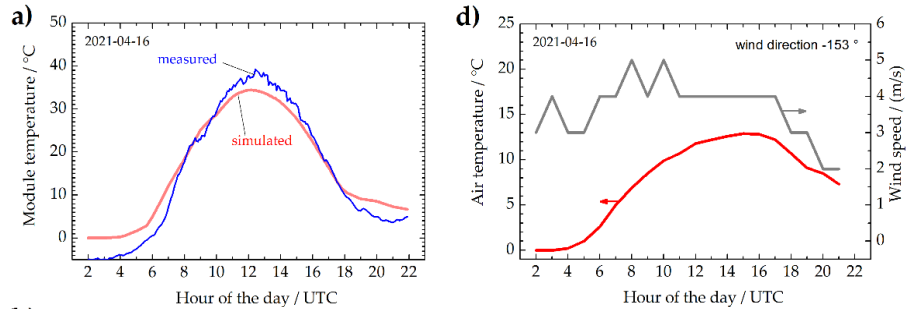 a)
2021-04-16
measured
simulated
Module temperature / °C
50
40
30
20
10
0
2 4 6 8 10 12 14 16 18 20 22
Hour of the day / UTC
d)
2021-04-16
wind direction -153 °
Air temperature / °C
25
20
15
10
5
0
6
5
4
3
2
1
0
Wind speed / (m/s)
2 4 6 8 10 12 14 16 18 20 22
Hour of the day / UTC